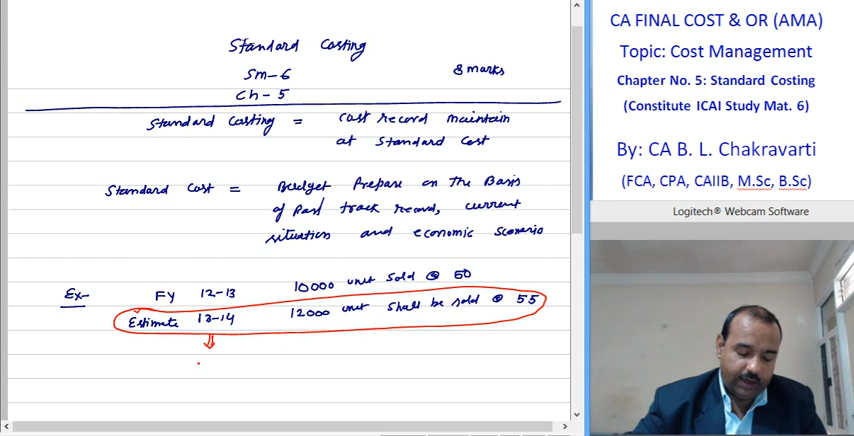 Standard Costing
Sm-6
8 marks
Ch-5
Standard Costing = Cost record maintain
at Standard Cost
Standard Cost = Budget Prepare on the Basis
of Past track record, current
situation and economic scenario
Ex- FY 12-13 10000 unit sold @ 50
Estimate 13-14 12000 unit shall be sold @ 55
CA FINAL COST & OR (AMA)
Topic: Cost Management
Chapter No. 5: Standard Costing
(Constitute ICAI Study Mat. 6)
By: CA B. L. Chakravarti
(FCA, CPA, CAIIB, M.Sc, B.Sc)
Logitech® Webcam Software